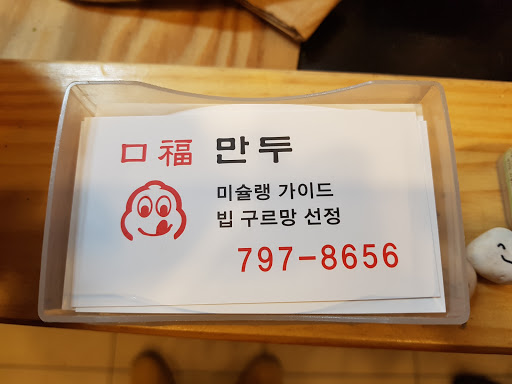 口福 만두
미슐랭 가이드
빕 구르망 선정
797-8656